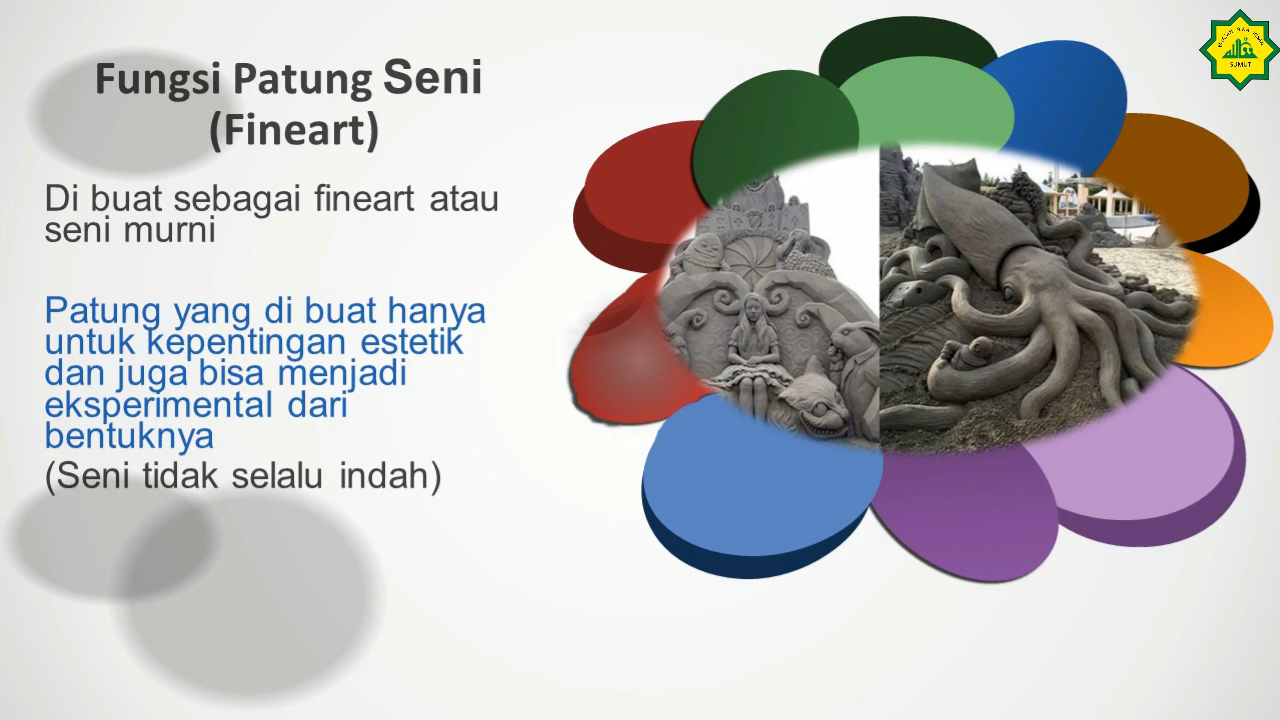 Fungsi Patung Seni
(Fineart)
Di buat sebagai fineart atau
seni murni
Patung yang di buat hanya
untuk kepentingan estetik
dan juga bisa menjadi
eksperimental dari
bentuknya
(Seni tidak selalu indah)
SUMUT